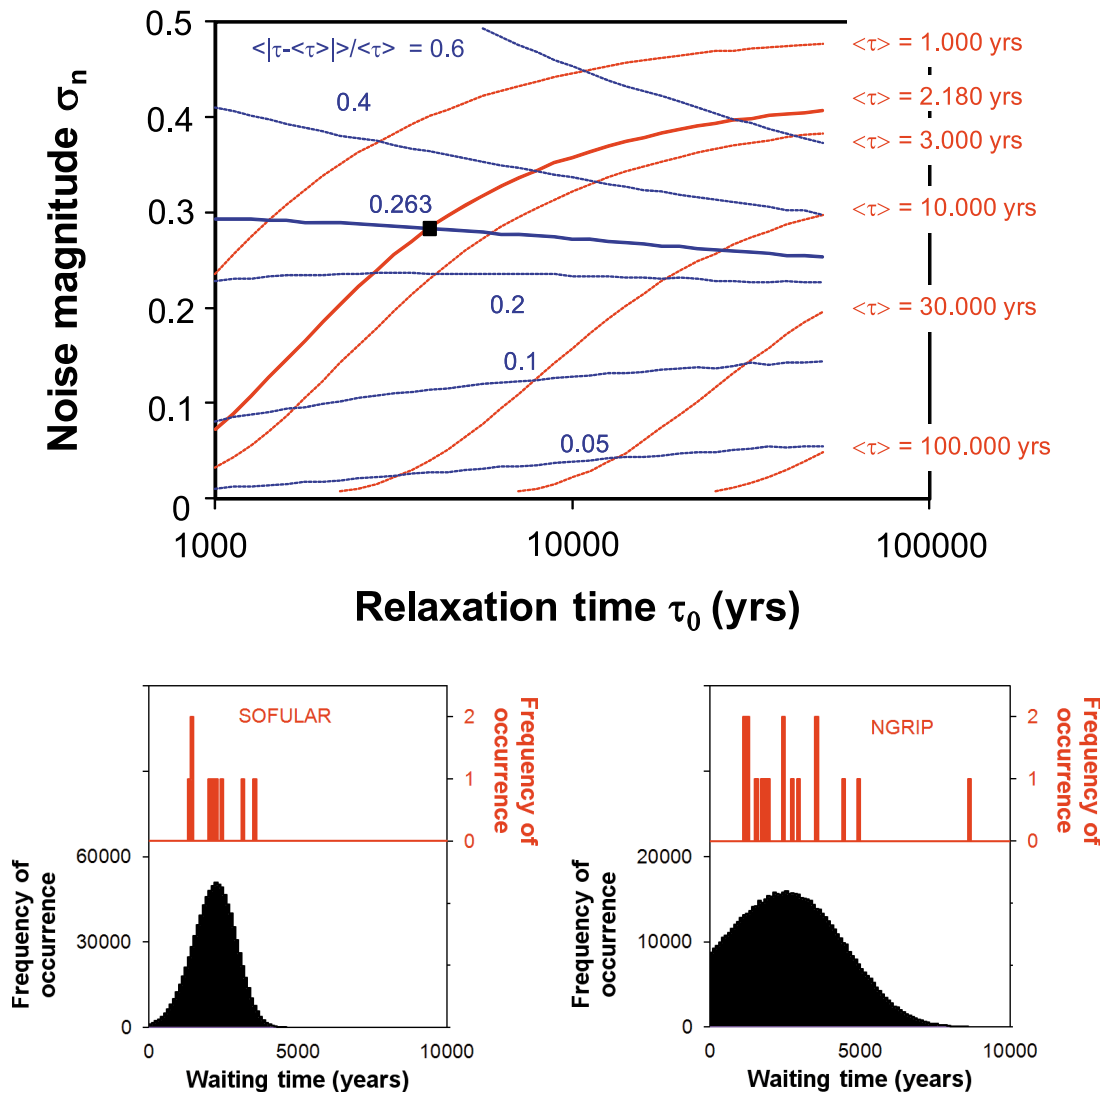 0.5
0.4
0.3
0.2
0.1
0
Noise magnitude σn
<|τ-<τ>|>/<τ> = 0.6
0.4
0.263
0.2
0.1
0.05
<τ> = 1.000 yrs
<τ> = 2.180 yrs
<τ> = 3.000 yrs
<τ> = 10.000 yrs
<τ> = 30.000 yrs
<τ> = 100.000 yrs
1000
10000
100000
Relaxation time τ0 (yrs)
SOFULAR
2
1
0
Frequency of
occurrence
60000
30000
0
Frequency of
occurrence
0
5000
10000
Waiting time (years)
NGRIP
2
1
0
Frequency of
occurrence
20000
10000
0
Frequency of
occurrence
0
5000
10000
Waiting time (years)